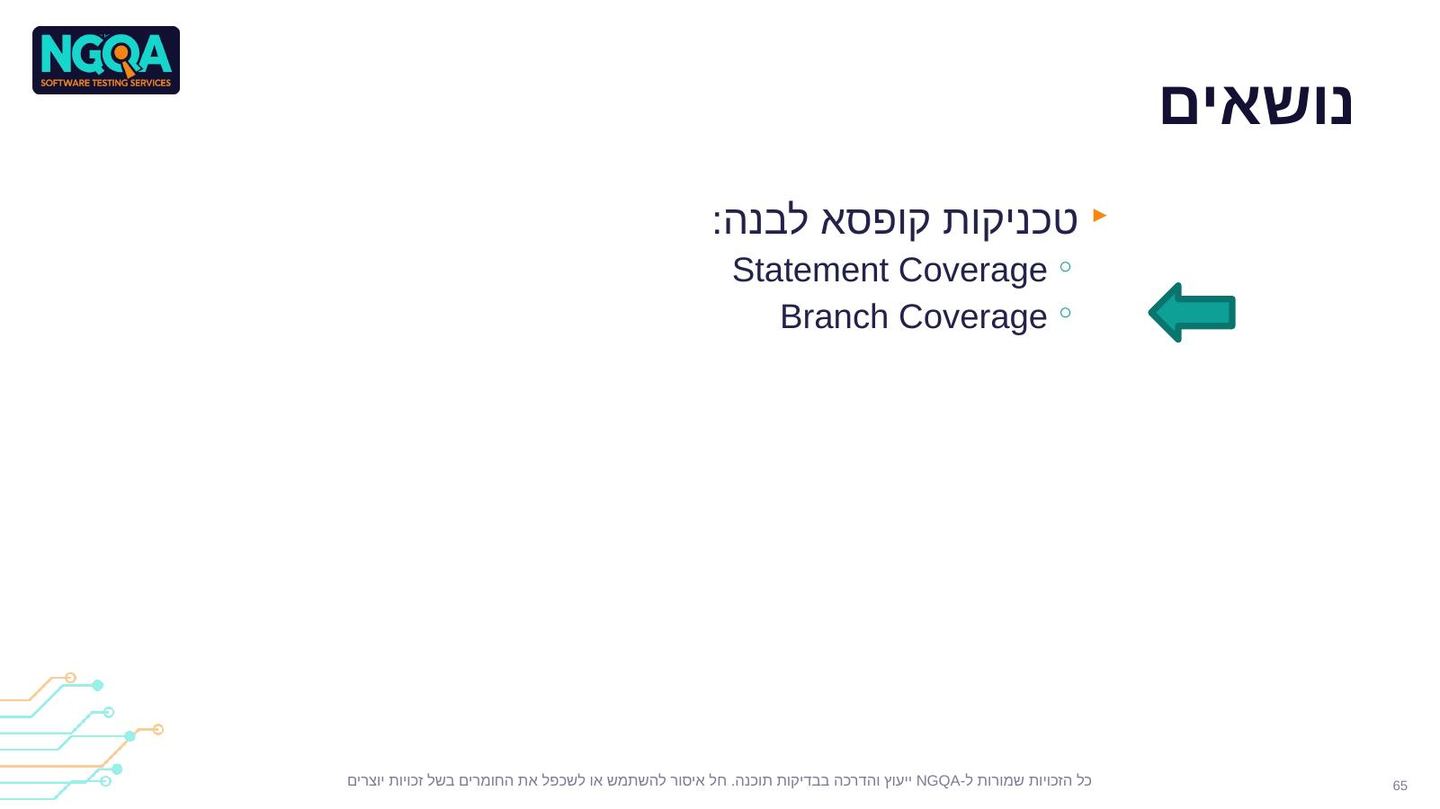 NGQA
SOFTWARE TESTING SERVICES
נושאים
טכניקות קופסא לבנה:
Statement Coverage
Branch Coverage
כל הזכויות שמורות ל-NGQA ייעוץ והדרכה בבדיקות תוכנה. חל איסור להשתמש או לשכפל את החומרים בשל זכויות יוצרים
65